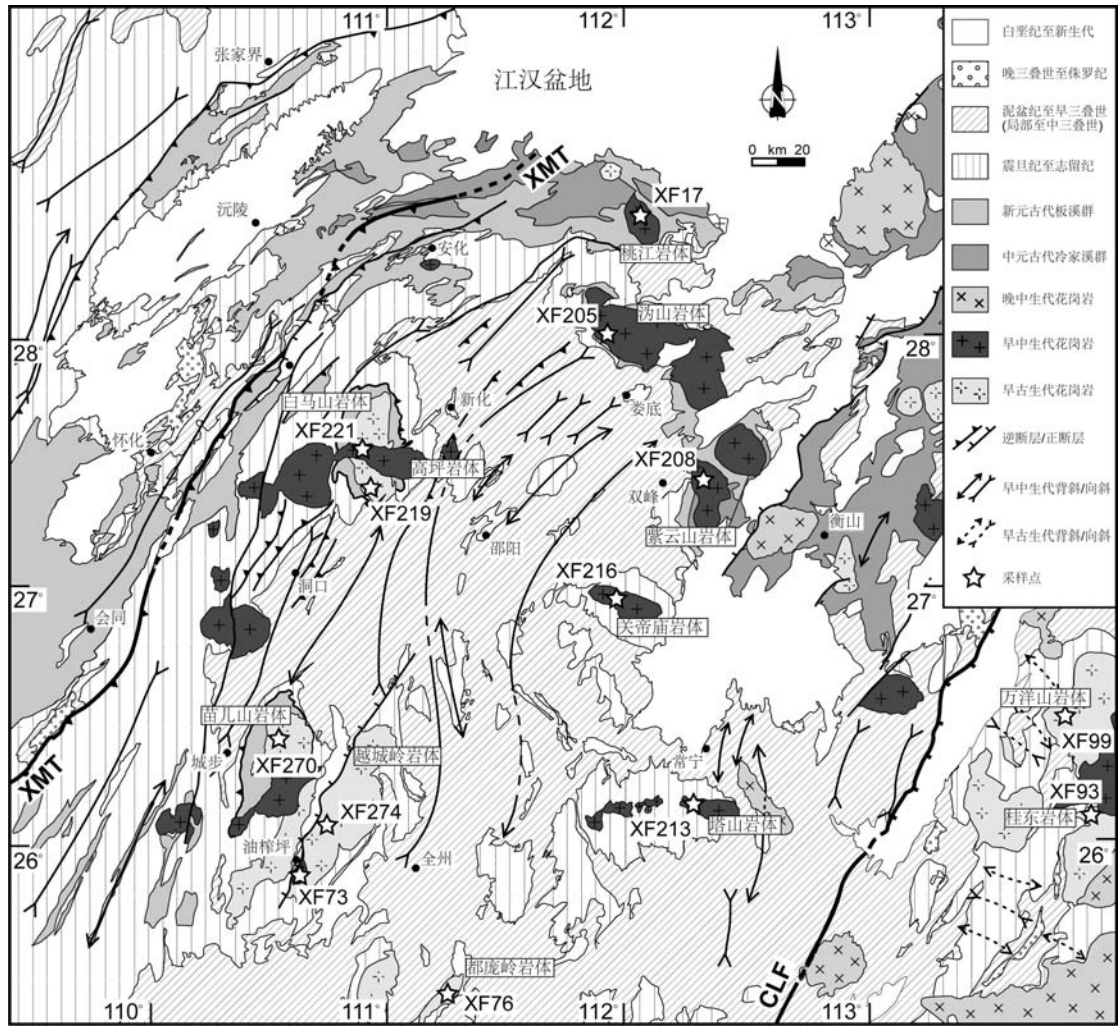 111°
112°
113°
张家界
江汉盆地
N
0 km 20
XMT
XF17
沅陵
安化
桃江岩体
XF205
沩山岩体
28
28
白马山岩体
新化
娄底
XF221
怀化
高坪岩体
XF208
XF219
双峰
紫云山岩体
衡山
邵阳
洞口
XF216
27
27
会同
关帝庙岩体
苗儿山岩体
万洋山岩体
XF99
城步
越城岭岩体
常宁
XMT
XF270
XF93
XF274
XF213
塔山岩体
桂东岩体
油榨坪
26
26°
全州
XF73
都庞岭岩体
XF76
CLF
110°
111°
112°
113°
白垩纪至新生代
晚三叠世至侏罗纪
泥盆纪至早三叠世
(局部至中三叠世)
震旦纪至志留纪
新元古代板溪群
中元古代冷家溪群
晚中生代花岗岩
早中生代花岗岩
早古生代花岗岩
逆断层/正断层
早中生代背斜/向斜
早古生代背斜/向斜
采样点